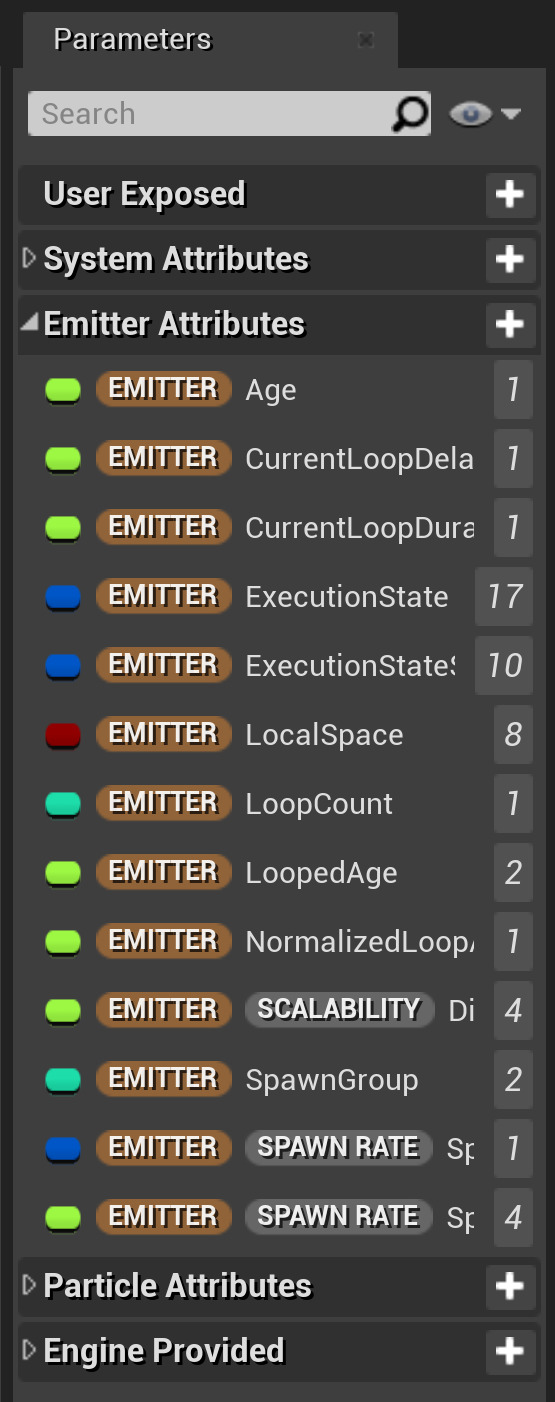 Parameters
Search
User Exposed
System Attributes
Emitter Attributes
EMITTER Age 1
EMITTER CurrentLoopDela 1
EMITTER CurrentLoopDura 1
EMITTER ExecutionState 17
EMITTER ExecutionStateS 10
EMITTER LocalSpace 8
EMITTER LoopCount 1
EMITTER LoopedAge 2
EMITTER NormalizedLoopA 1
EMITTER SCALABILITY Di 4
EMITTER SpawnGroup 2
EMITTER SPAWN RATE Sp 1
EMITTER SPAWN RATE Sp 4
Particle Attributes
Engine Provided